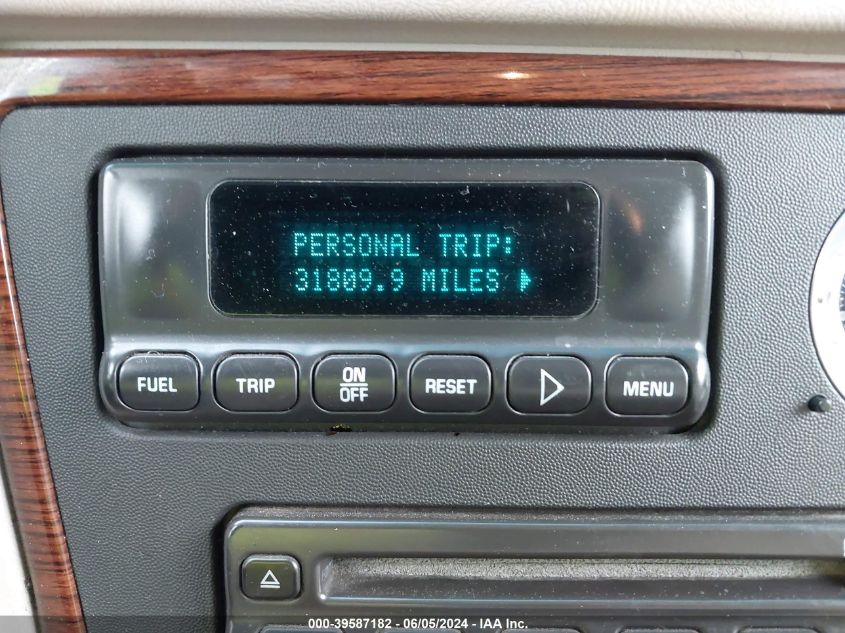 PERSONAL TRIP:
31809.9 MILES
FUEL
TRIP
ON
OFF
RESET
MENU
000-39587182 - 06/05/2024 - IAA Inc.